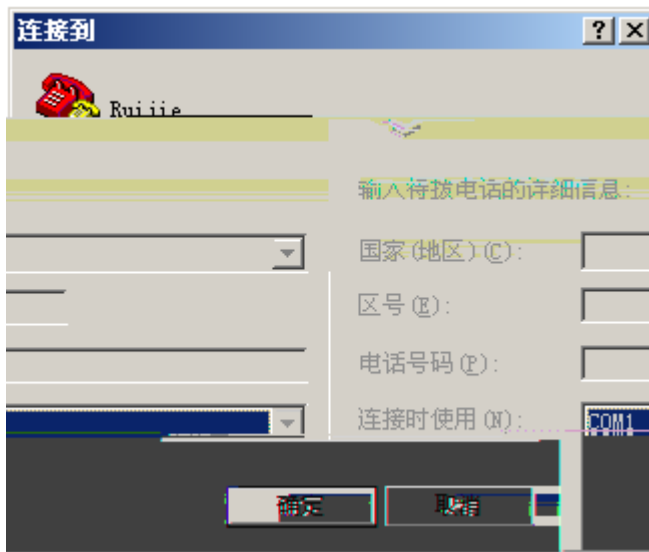 连接到
Ruijie
输入待拨电话的详细信息:
国家(地区)(C):
区号(E):
电话号码(P):
连接时使用(N):
COM1
确定
取消